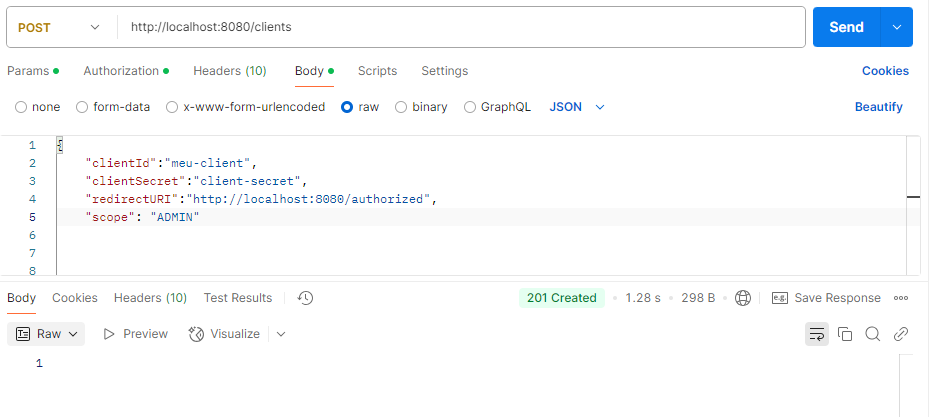 POST http://localhost:8080/clients Send
Params Authorization Headers (10) Body Scripts Settings Cookies
none form-data x-www-form-urlencoded raw binary GraphQL JSON Beautify
1 {
2 "clientId":"meu-client",
3 "clientSecret":"client-secret",
4 "redirectURI":"http://localhost:8080/authorized",
5 "scope": "ADMIN"
6
7
8
Body Cookies Headers (10) Test Results 201 Created 1.28 s 298 B e.g. Save Response
Raw Preview Visualize
1